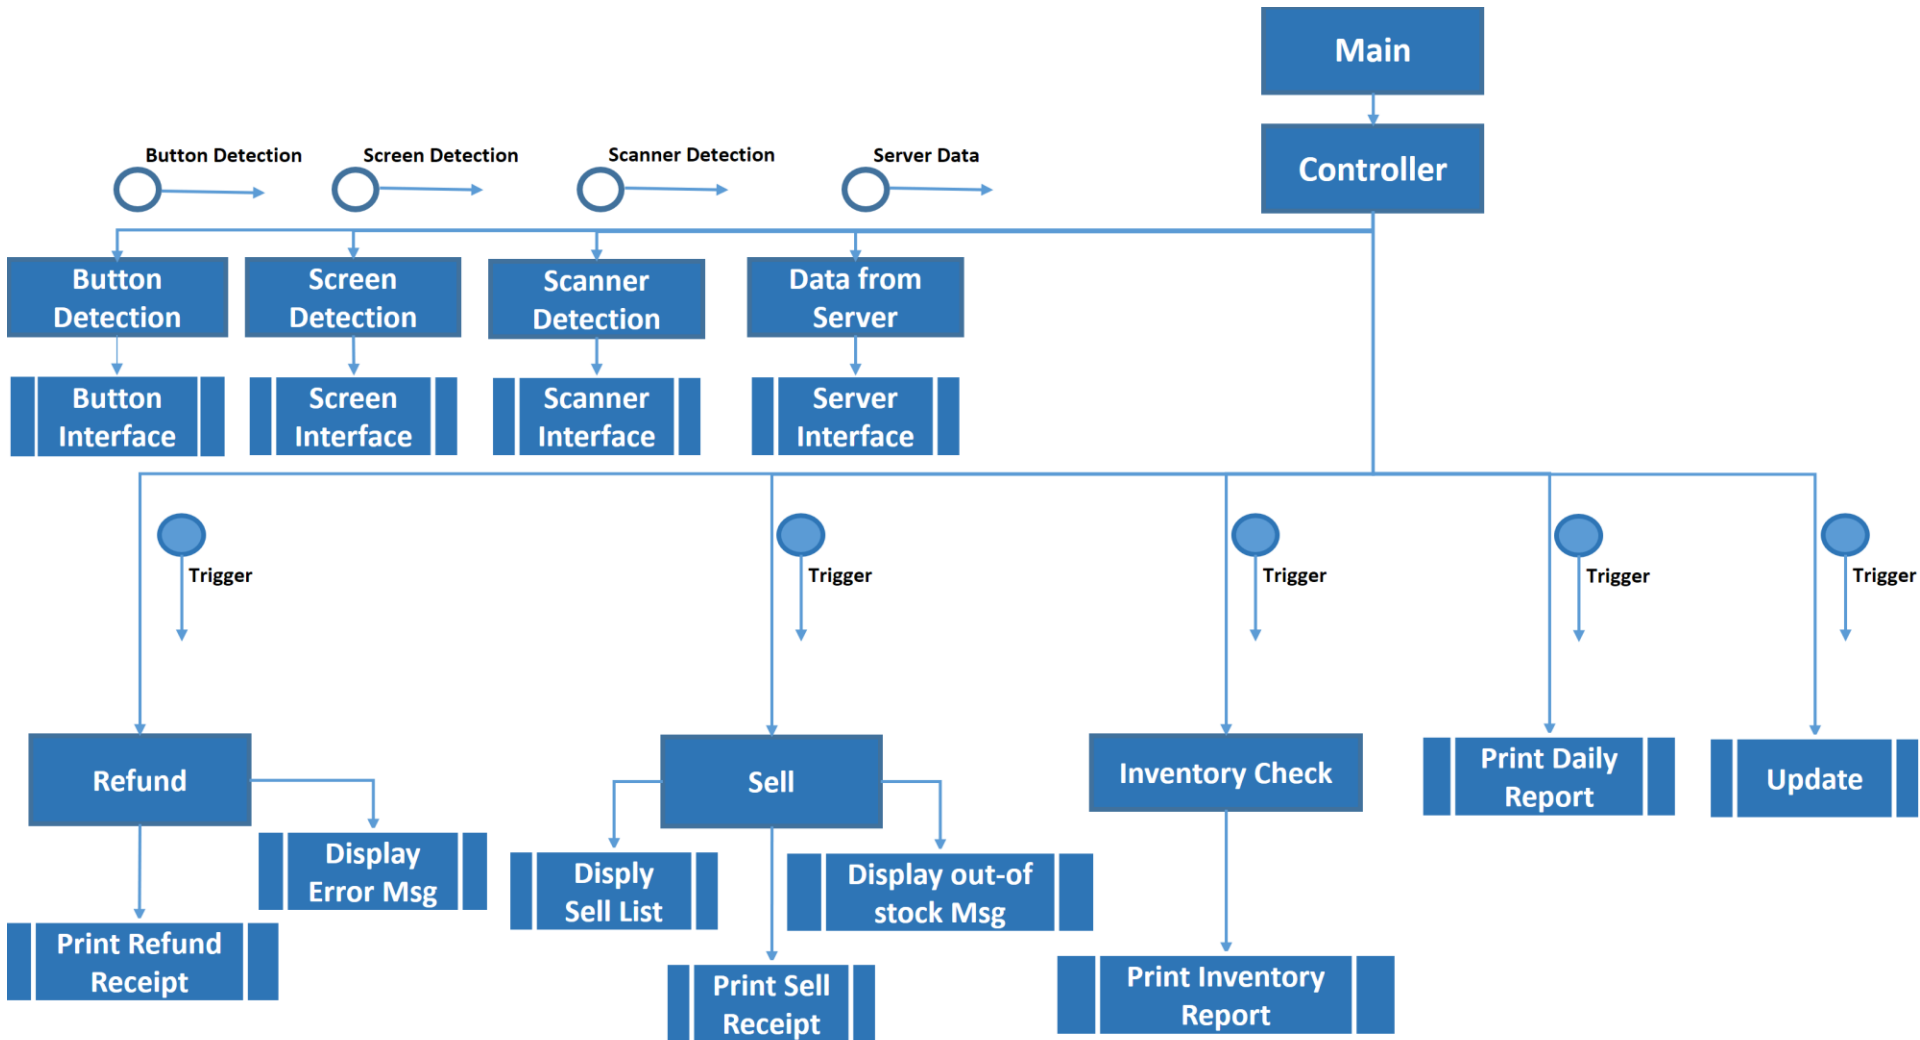 Main
Controller
Button Detection
Screen Detection
Scanner Detection
Server Data
Button
Detection
Screen
Detection
Scanner
Detection
Data from
Server
Button
Interface
Screen
Interface
Scanner
Interface
Server
Interface
Trigger
Trigger
Trigger
Trigger
Trigger
Refund
Sell
Inventory Check
Print Daily
Report
Update
Display
Error Msg
Disply
Sell List
Display out-of
stock Msg
Print Refund
Receipt
Print Sell
Receipt
Print Inventory
Report